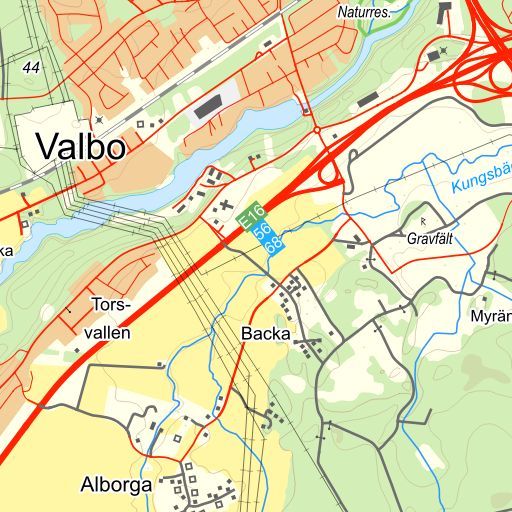 Naturres.
44
Valbo
Kungsbä
E16
56
68
R
Gravfält
ka
Tors-
vallen
Backa
Myrän
Alborga